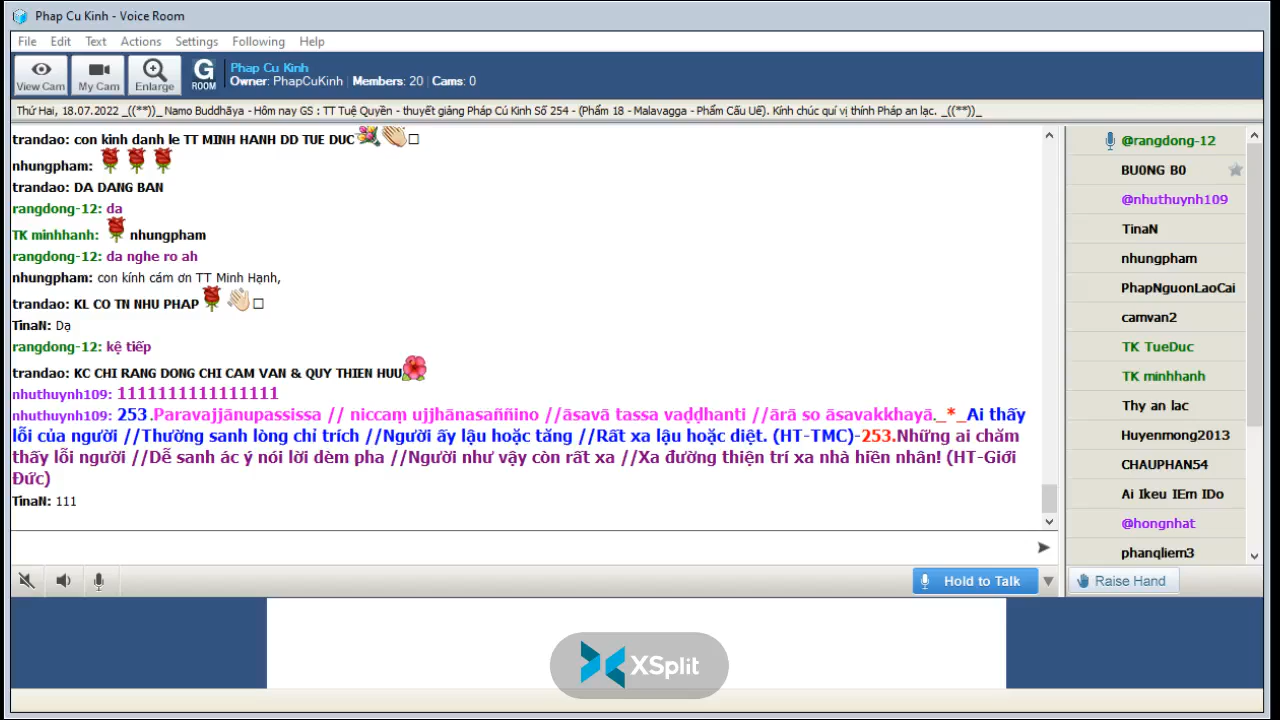 Phap Cu Kinh - Voice Room
File Edit Text Actions Settings Following Help
View Cam My Cam Enlarge G ROOM
Phap Cu Kinh
Owner: PhapCuKinh Members: 20 Cams: 0
Thứ Hai, 18.07.2022 _((**))_ Namo Buddhāya - Hôm nay GS : TT Tuệ Quyền - thuyết giảng Pháp Cú Kinh Số 254 - (Phẩm 18 - Malavagga - Phẩm Cấu Uế). Kính chúc quí vị thính Pháp an lạc. _((**))_
trandao: con kinh danh le TT MINH HANH DD TUE DUC
nhungpham:
trandao: DA DANG BAN
rangdong-12: da
TK minhhanh: nhungpham
rangdong-12: da nghe ro ah
nhungpham: con kính cám ơn TT Minh Hạnh,
trandao: KL CO TN NHU PHAP
TinaN: Dạ
rangdong-12: kệ tiếp
trandao: KC CHI RANG DONG CHI CAM VAN & QUY THIEN HUU
nhuthuynh109: 11111111111111111
nhuthuynh109: 253.Paravajjānupassissa // niccaṃ ujjhānasaññino //āsavā tassa vaḍḍhanti //ārā so āsavakkhayā._*_Ai thấy
lỗi của người //Thường sanh lòng chỉ trích //Người ấy lậu hoặc tăng //Rất xa lậu hoặc diệt. (HT-TMC)-253.Những ai chăm
thấy lỗi người //Dễ sanh ác ý nói lời dèm pha //Người như vậy còn rất xa //Xa đường thiện trí xa nhà hiền nhân! (HT-Giới
Đức)
TinaN: 111
@rangdong-12
BU0NG B0
@nhuthuynh109
TinaN
nhungpham
PhapNguonLaoCai
camvan2
TK TueDuc
TK minhhanh
Thy an lac
Huyenmong2013
CHAUPHAN54
Ai Ikeu IEm IDo
@hongnhat
phanqliem3
Hold to Talk
Raise Hand
XSplit